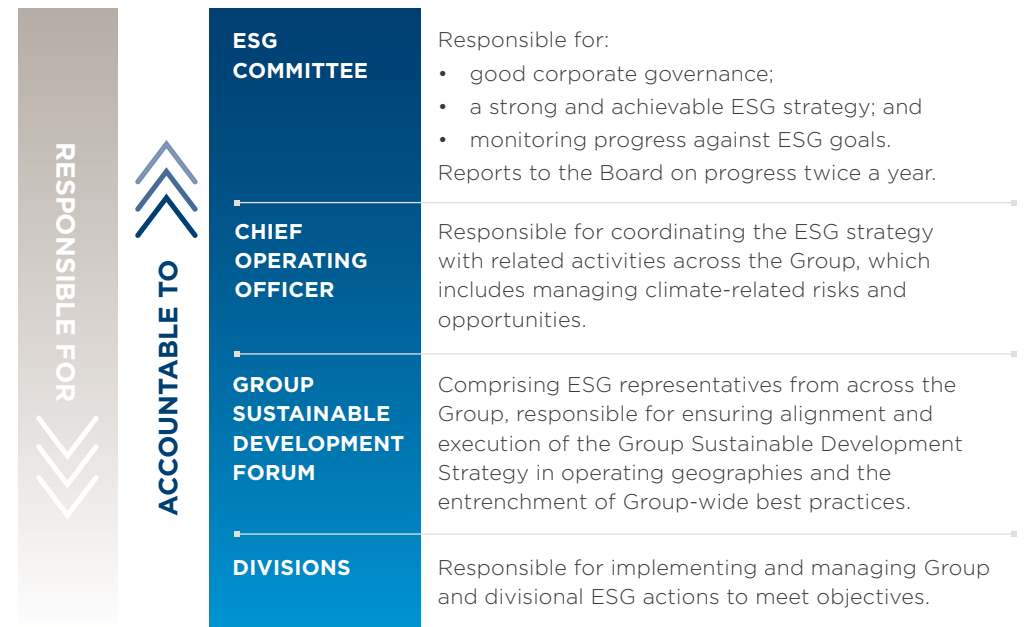 RESPONSIBLE FOR
ACCOUNTABLE TO
ESG
COMMITTEE
Responsible for:
• good corporate governance;
• a strong and achievable ESG strategy; and
• monitoring progress against ESG goals.
Reports to the Board on progress twice a year.
CHIEF
OPERATING
OFFICER
Responsible for coordinating the ESG strategy
with related activities across the Group, which
includes managing climate-related risks and
opportunities.
GROUP
SUSTAINABLE
DEVELOPMENT
FORUM
Comprising ESG representatives from across the
Group, responsible for ensuring alignment and
execution of the Group Sustainable Development
Strategy in operating geographies and the
entrenchment of Group-wide best practices.
DIVISIONS
Responsible for implementing and managing Group
and divisional ESG actions to meet objectives.